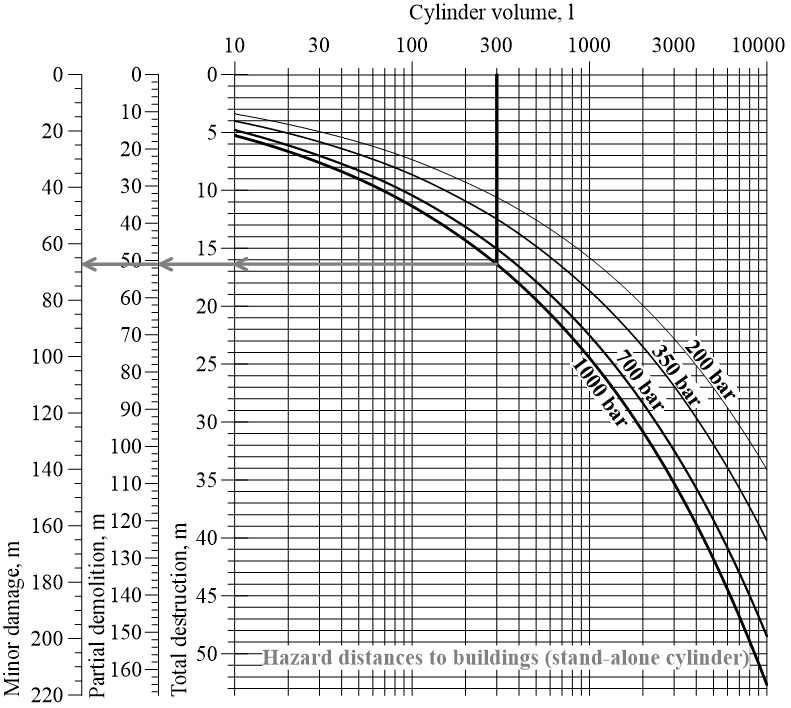 Cylinder volume, l
10 30 100 300 1000 3000 10000
0 0 0
10
20 5
20
40 10
30
40
60 15
50
80 60 20
70
100 25
80
120 90 30
100
140 35
110
160 120 40
130
180 140 45
150
200 50
160
220
200 bar
350 bar
700 bar
1000 bar
Minor damage, m
Partial demolition, m
Total destruction, m
Hazard distances to buildings (stand-alone cylinder)